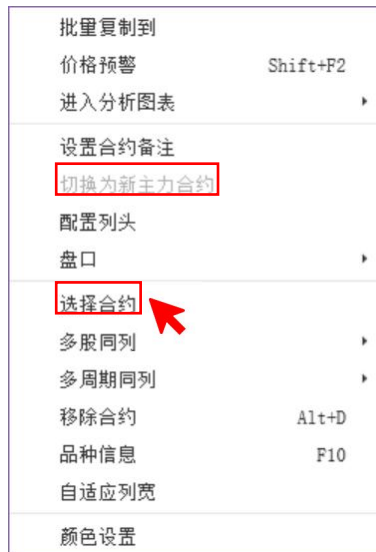 批里复制到
价格预警 Shift+F2
进入分析图表
设置合约备注
切换为新主力合约
配置列头
盘口
选择合约
多股同列
多周期同列
移除合约 Alt+D
品种信息 F10
自适应列宽
颜色设置